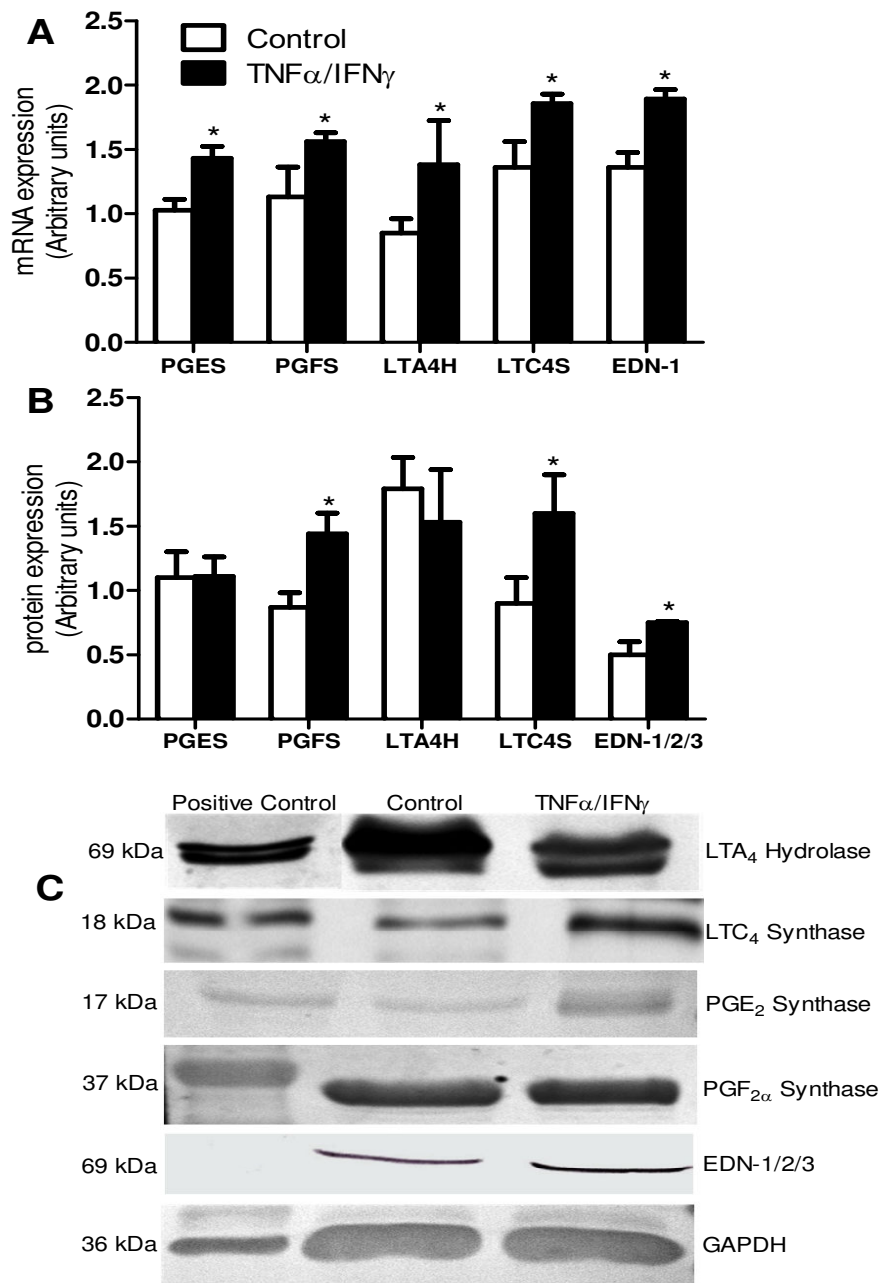 A
Control
TNFα/IFNγ
mRNA expression
(Arbitrary units)
2.5
2.0
1.5
1.0
0.5
0.0
* * * * *
PGES PGFS LTA4H LTC4S EDN-1
B
protein expression
(Arbitrary units)
2.5
2.0
1.5
1.0
0.5
0.0
* * *
PGES PGFS LTA4H LTC4S EDN-1/2/3
C
Positive Control Control TNFα/IFNγ
69 kDa LTA₄ Hydrolase
18 kDa LTC₄ Synthase
17 kDa PGE₂ Synthase
37 kDa PGF₂α Synthase
69 kDa EDN-1/2/3
36 kDa GAPDH